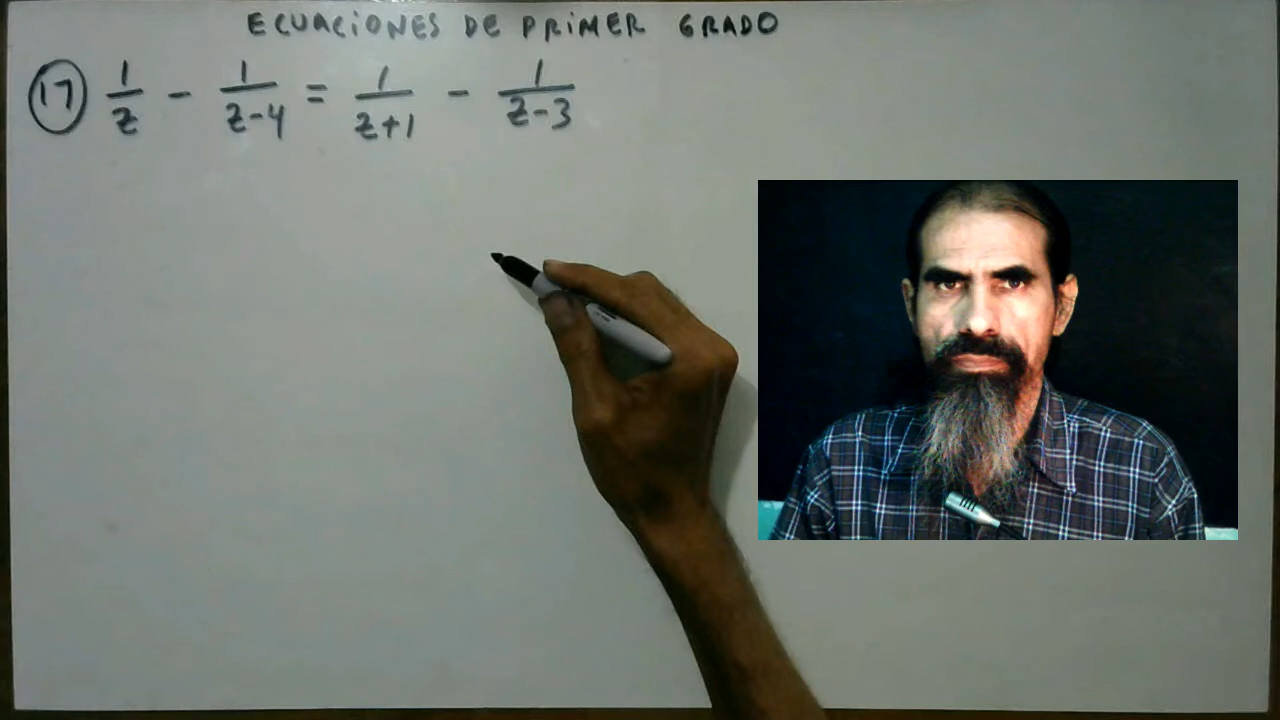 ECUACIONES DE PRIMER GRADO
17 1/z - 1/(z-4) = 1/(z+1) - 1/(z-3)